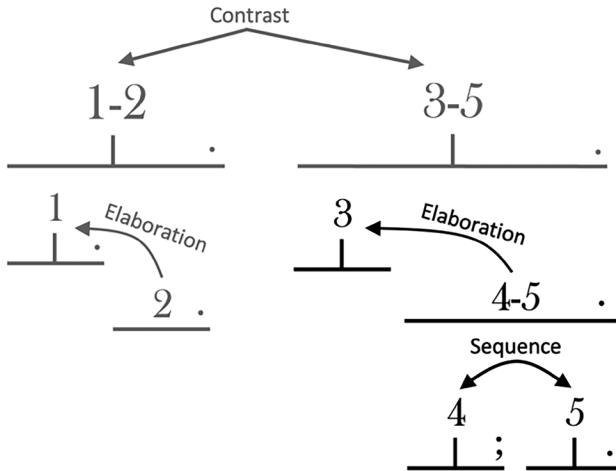 Contrast
1-2 . 3-5 .
1 . Elaboration 3 Elaboration
2 . 4-5 .
Sequence
4 ; 5 .